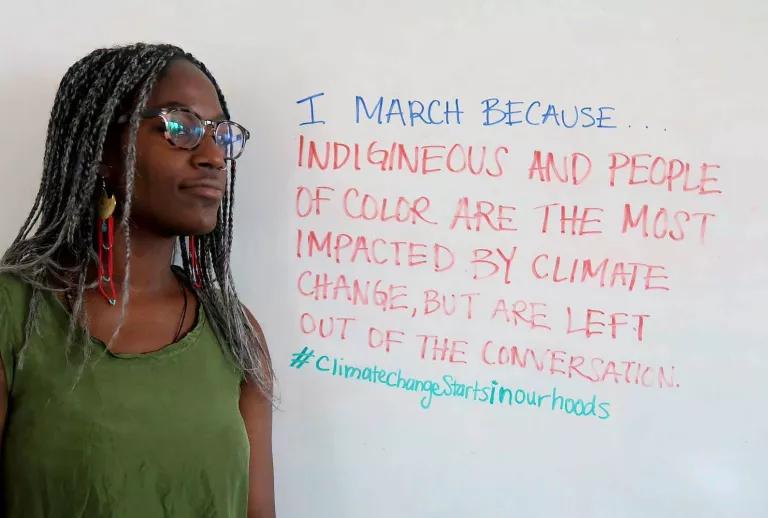 I MARCH BECAUSE....
INDIGINEOUS AND PEOPLE
OF COLOR ARE THE MOST
IMPACTED BY CLIMATE
CHANGE, BUT ARE LEFT
OUT OF THE CONVERSATION.
#ClimatechangeStartsinourhoods